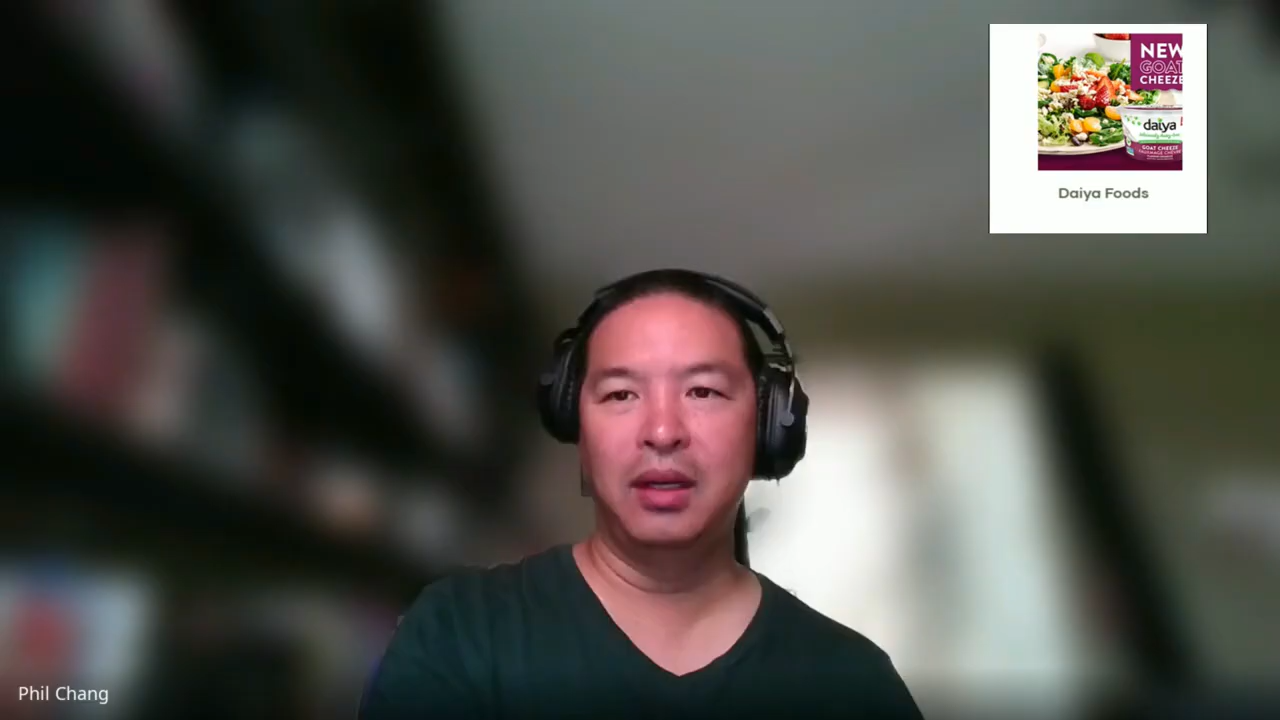 NEW
GOAT
CHEEZE
daiya
GOAT CHEEZE
Daiya Foods
Phil Chang